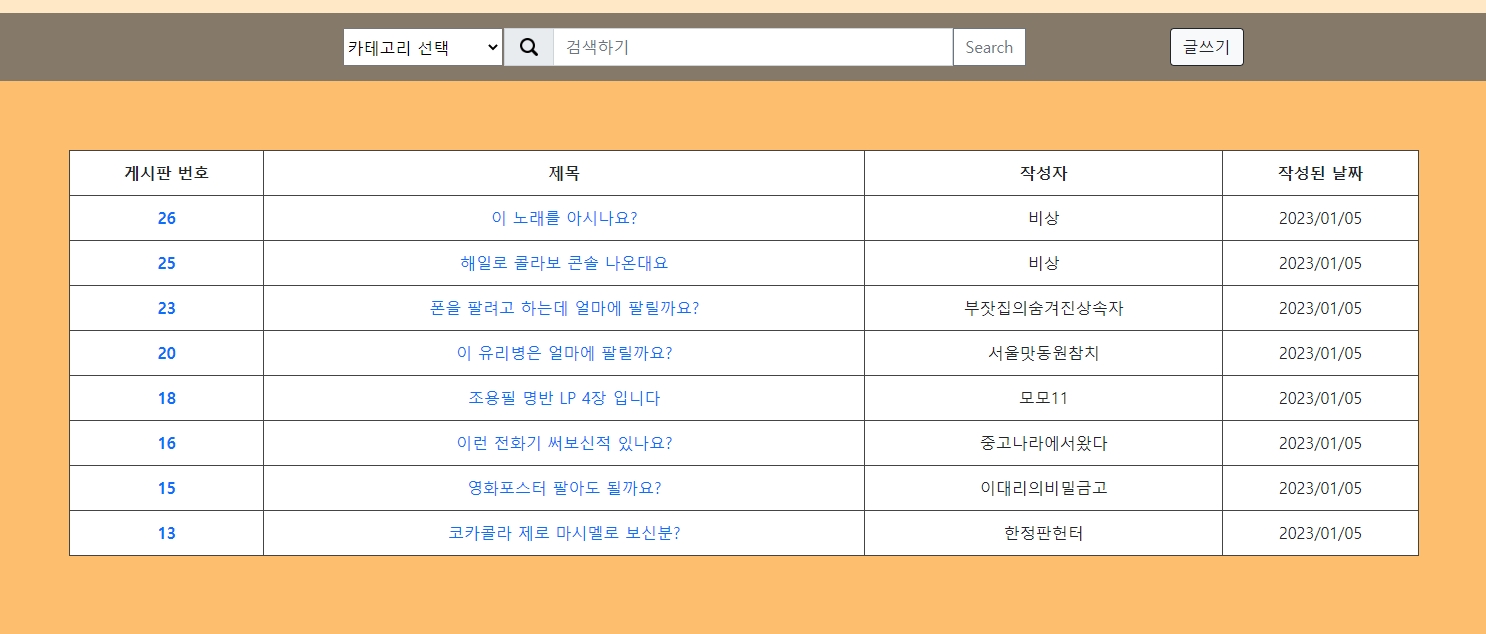 카테고리 선택 검색하기 Search 글쓰기
게시판 번호 제목 작성자 작성된 날짜
26 이 노래를 아시나요? 비상 2023/01/05
25 해일로 콜라보 콘솔 나온대요 비상 2023/01/05
23 폰을 팔려고 하는데 얼마에 팔릴까요? 부잣집의숨겨진상속자 2023/01/05
20 이 유리병은 얼마에 팔릴까요? 서울맛동원참치 2023/01/05
18 조용필 명반 LP 4장 입니다 모모11 2023/01/05
16 이런 전화기 써보신적 있나요? 중고나라에서왔다 2023/01/05
15 영화포스터 팔아도 될까요? 이대리의비밀금고 2023/01/05
13 코카콜라 제로 마시멜로 보신분? 한정판헌터 2023/01/05